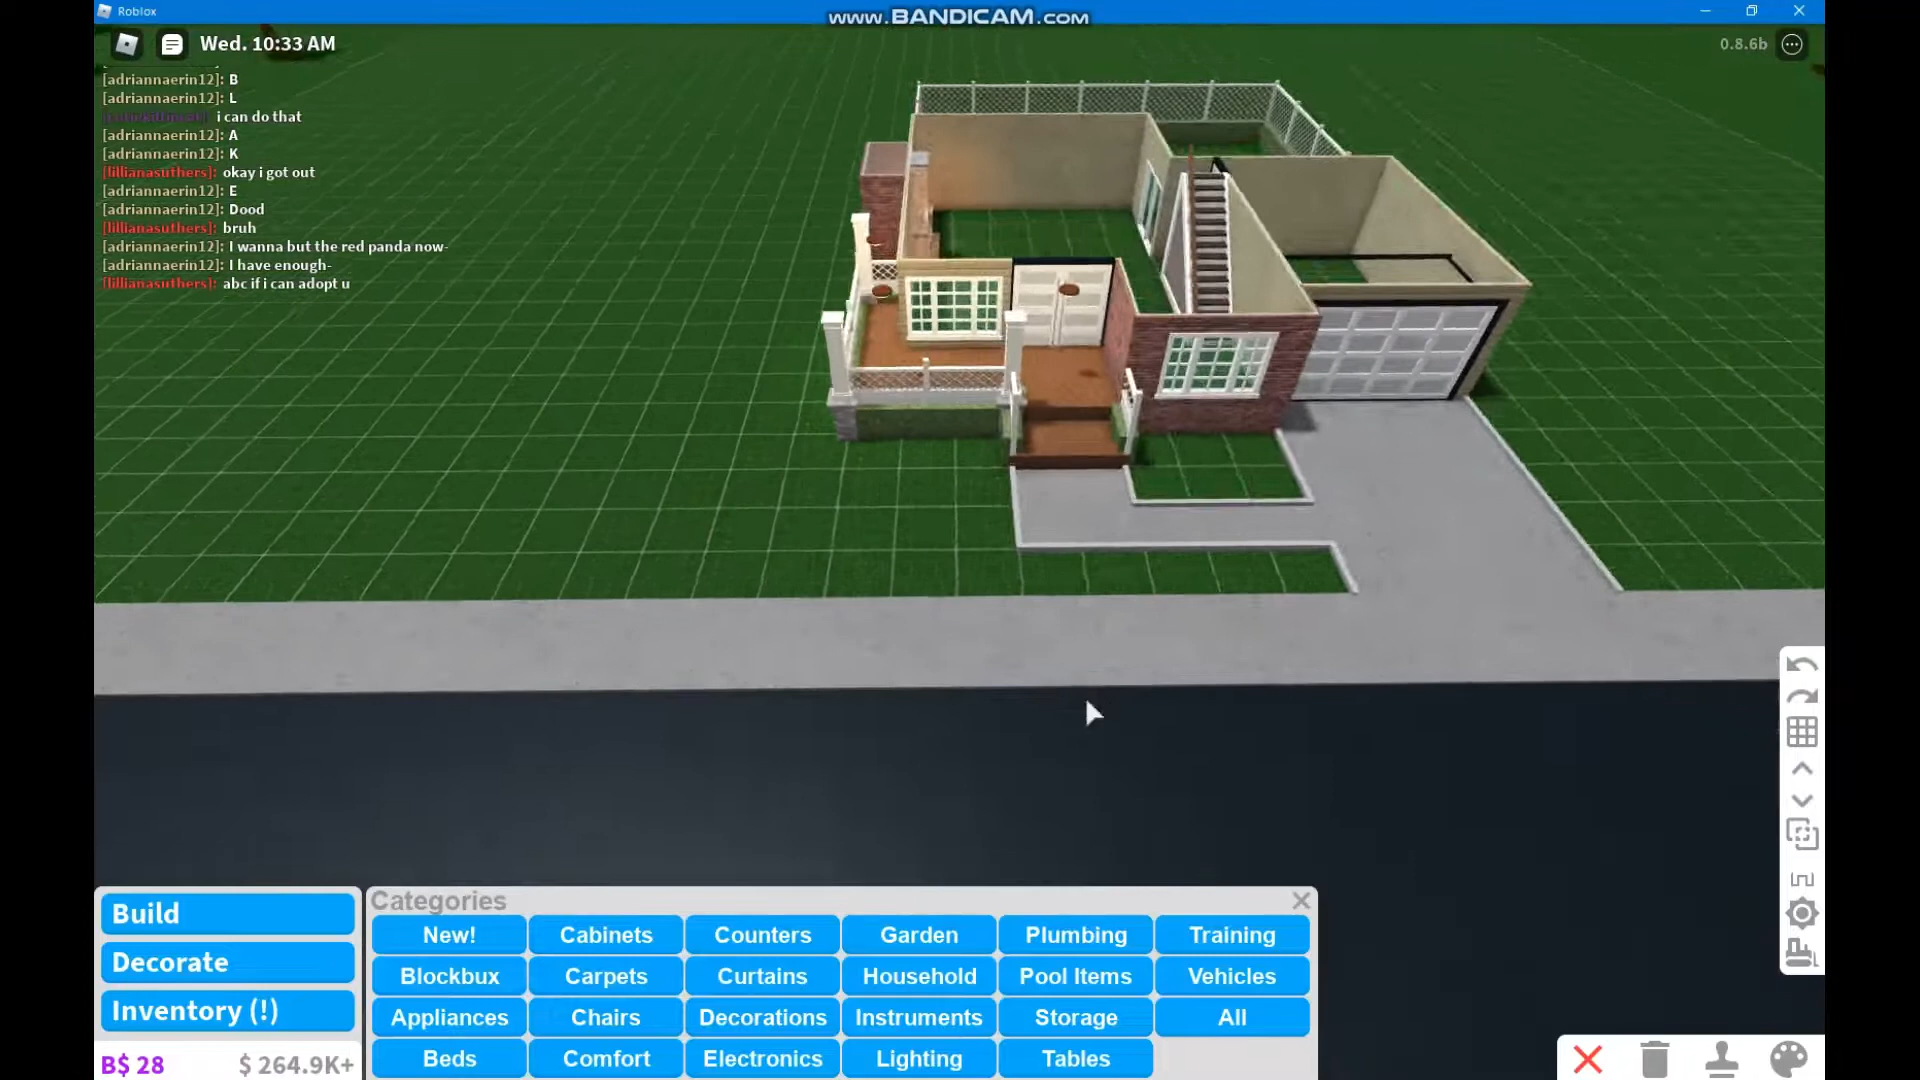 Roblox
www.BANDICAM.com
Wed. 10:33 AM
0.8.6b
[adriannaerin12]: B
[adriannaerin12]: L
i can do that
[adriannaerin12]: A
[adriannaerin12]: K
[lillianasuthers]: okay i got out
[adriannaerin12]: E
[adriannaerin12]: Dood
[lillianasuthers]: bruh
[adriannaerin12]: I wanna but the red panda now-
[adriannaerin12]: I have enough-
[lillianasuthers]: abc if i can adopt u
Build
Decorate
Inventory (!)
B$ 28 $ 264.9K+
Categories
New! Cabinets Counters Garden Plumbing Training
Blockbux Carpets Curtains Household Pool Items Vehicles
Appliances Chairs Decorations Instruments Storage All
Beds Comfort Electronics Lighting Tables